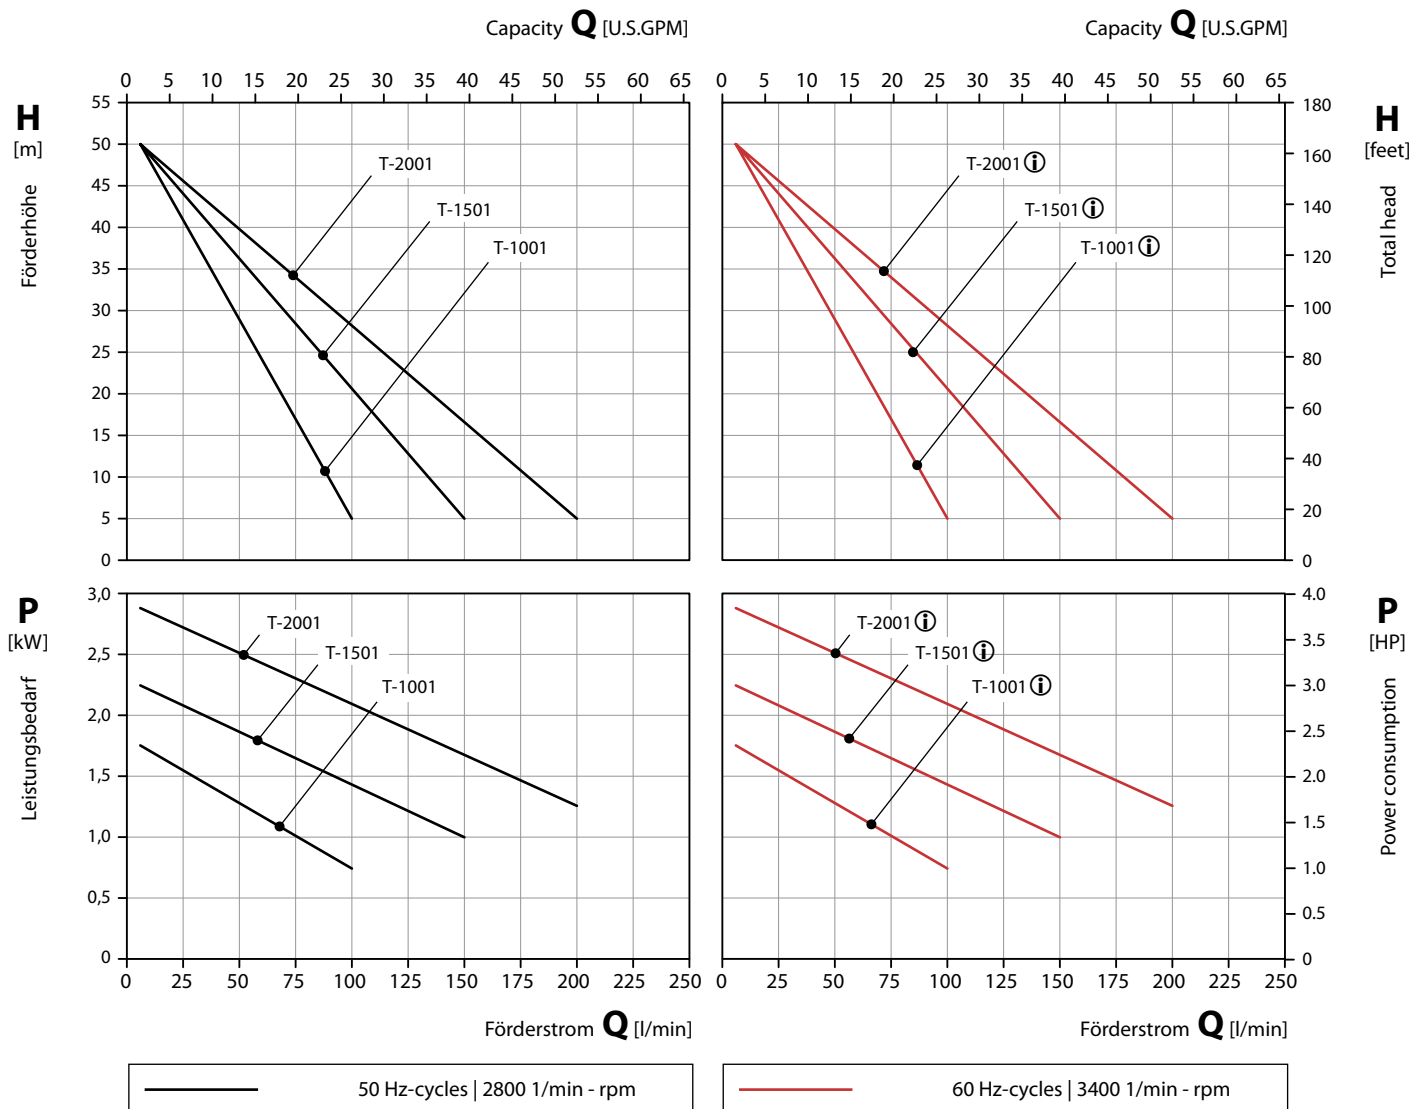 Capacity Q [U.S.GPM]
Capacity Q [U.S.GPM]
0 5 10 15 20 25 30 35 40 45 50 55 60 65
0 5 10 15 20 25 30 35 40 45 50 55 60 65
H
[m]
Förderhöhe
55
50
45
40
35
30
25
20
15
10
5
0
T-2001
T-1501
T-1001
T-2001 i
T-1501 i
T-1001 i
180
160
140
120
100
80
60
40
20
0
H
[feet]
Total head
P
[kW]
Leistungsbedarf
3,0
2,5
2,0
1,5
1,0
0,5
0
T-2001
T-1501
T-1001
T-2001 i
T-1501 i
T-1001 i
4.0
3.5
3.0
2.5
2.0
1.5
1.0
0.5
0
P
[HP]
Power consumption
0 25 50 75 100 125 150 175 200 225 250
0 25 50 75 100 125 150 175 200 225 250
Förderstrom Q [l/min]
Förderstrom Q [l/min]
50 Hz-cycles | 2800 1/min - rpm
60 Hz-cycles | 3400 1/min - rpm